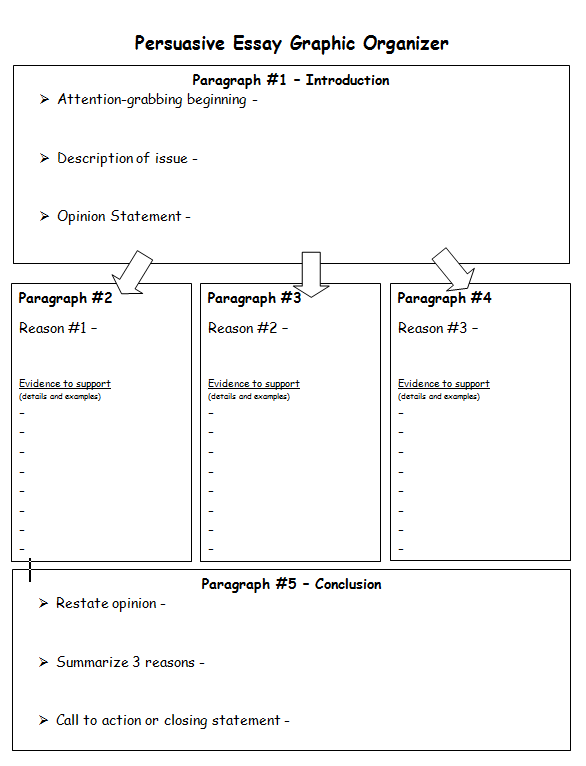 Persuasive Essay Graphic Organizer
Paragraph #1 – Introduction
➢ Attention-grabbing beginning -
➢ Description of issue -
➢ Opinion Statement -
Paragraph #2
Reason #1 –
Evidence to support
(details and examples)
-
-
-
-
-
-
-
-
Paragraph #3
Reason #2 –
Evidence to support
(details and examples)
-
-
-
-
-
-
-
-
Paragraph #4
Reason #3 –
Evidence to support
(details and examples)
-
-
-
-
-
-
-
-
Paragraph #5 – Conclusion
➢ Restate opinion -
➢ Summarize 3 reasons -
➢ Call to action or closing statement -